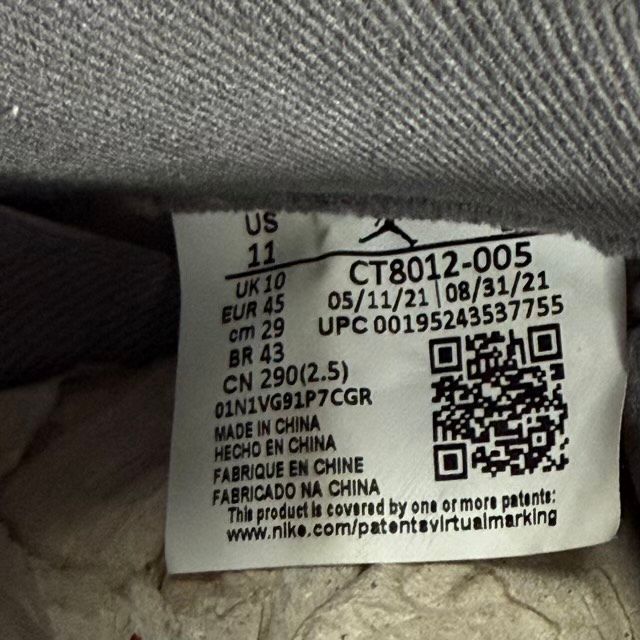 US
11
UK 10
EUR 45
cm 29
BR 43
CN 290(2.5)
01N1VG91P7CGR
MADE IN CHINA
HECHO EN CHINA
FABRIQUE EN CHINE
FABRICADO NA CHINA
CT8012-005
05/11/21 | 08/31/21
UPC 00195243537755
This product is covered by one or more patents:
www.nike.com/patentsvirtualmarking